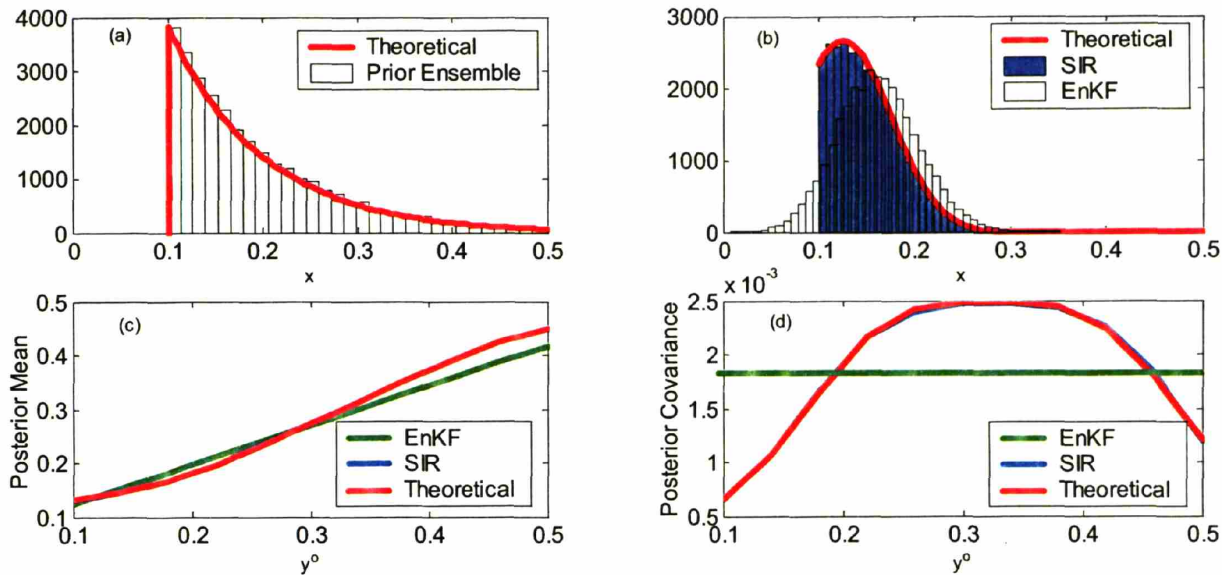 4000
3000
2000
1000
0
(a)
Theoretical
Prior Ensemble
0.1
0.2
0.3
0.4
0.5
x
3000
2000
1000
0
(b)
Theoretical
SIR
EnKF
0
0.1
0.2
0.3
0.4
0.5
x
0.5
0.4
0.3
0.2
0.1
Posterior Mean
(c)
EnKF
SIR
Theoretical
0.1
0.2
0.3
0.4
0.5
yº
x 10⁻³
2.5
2
1.5
1
0.5
Posterior Covariance
(d)
EnKF
SIR
Theoretical
0.1
0.2
0.3
0.4
0.5
yº